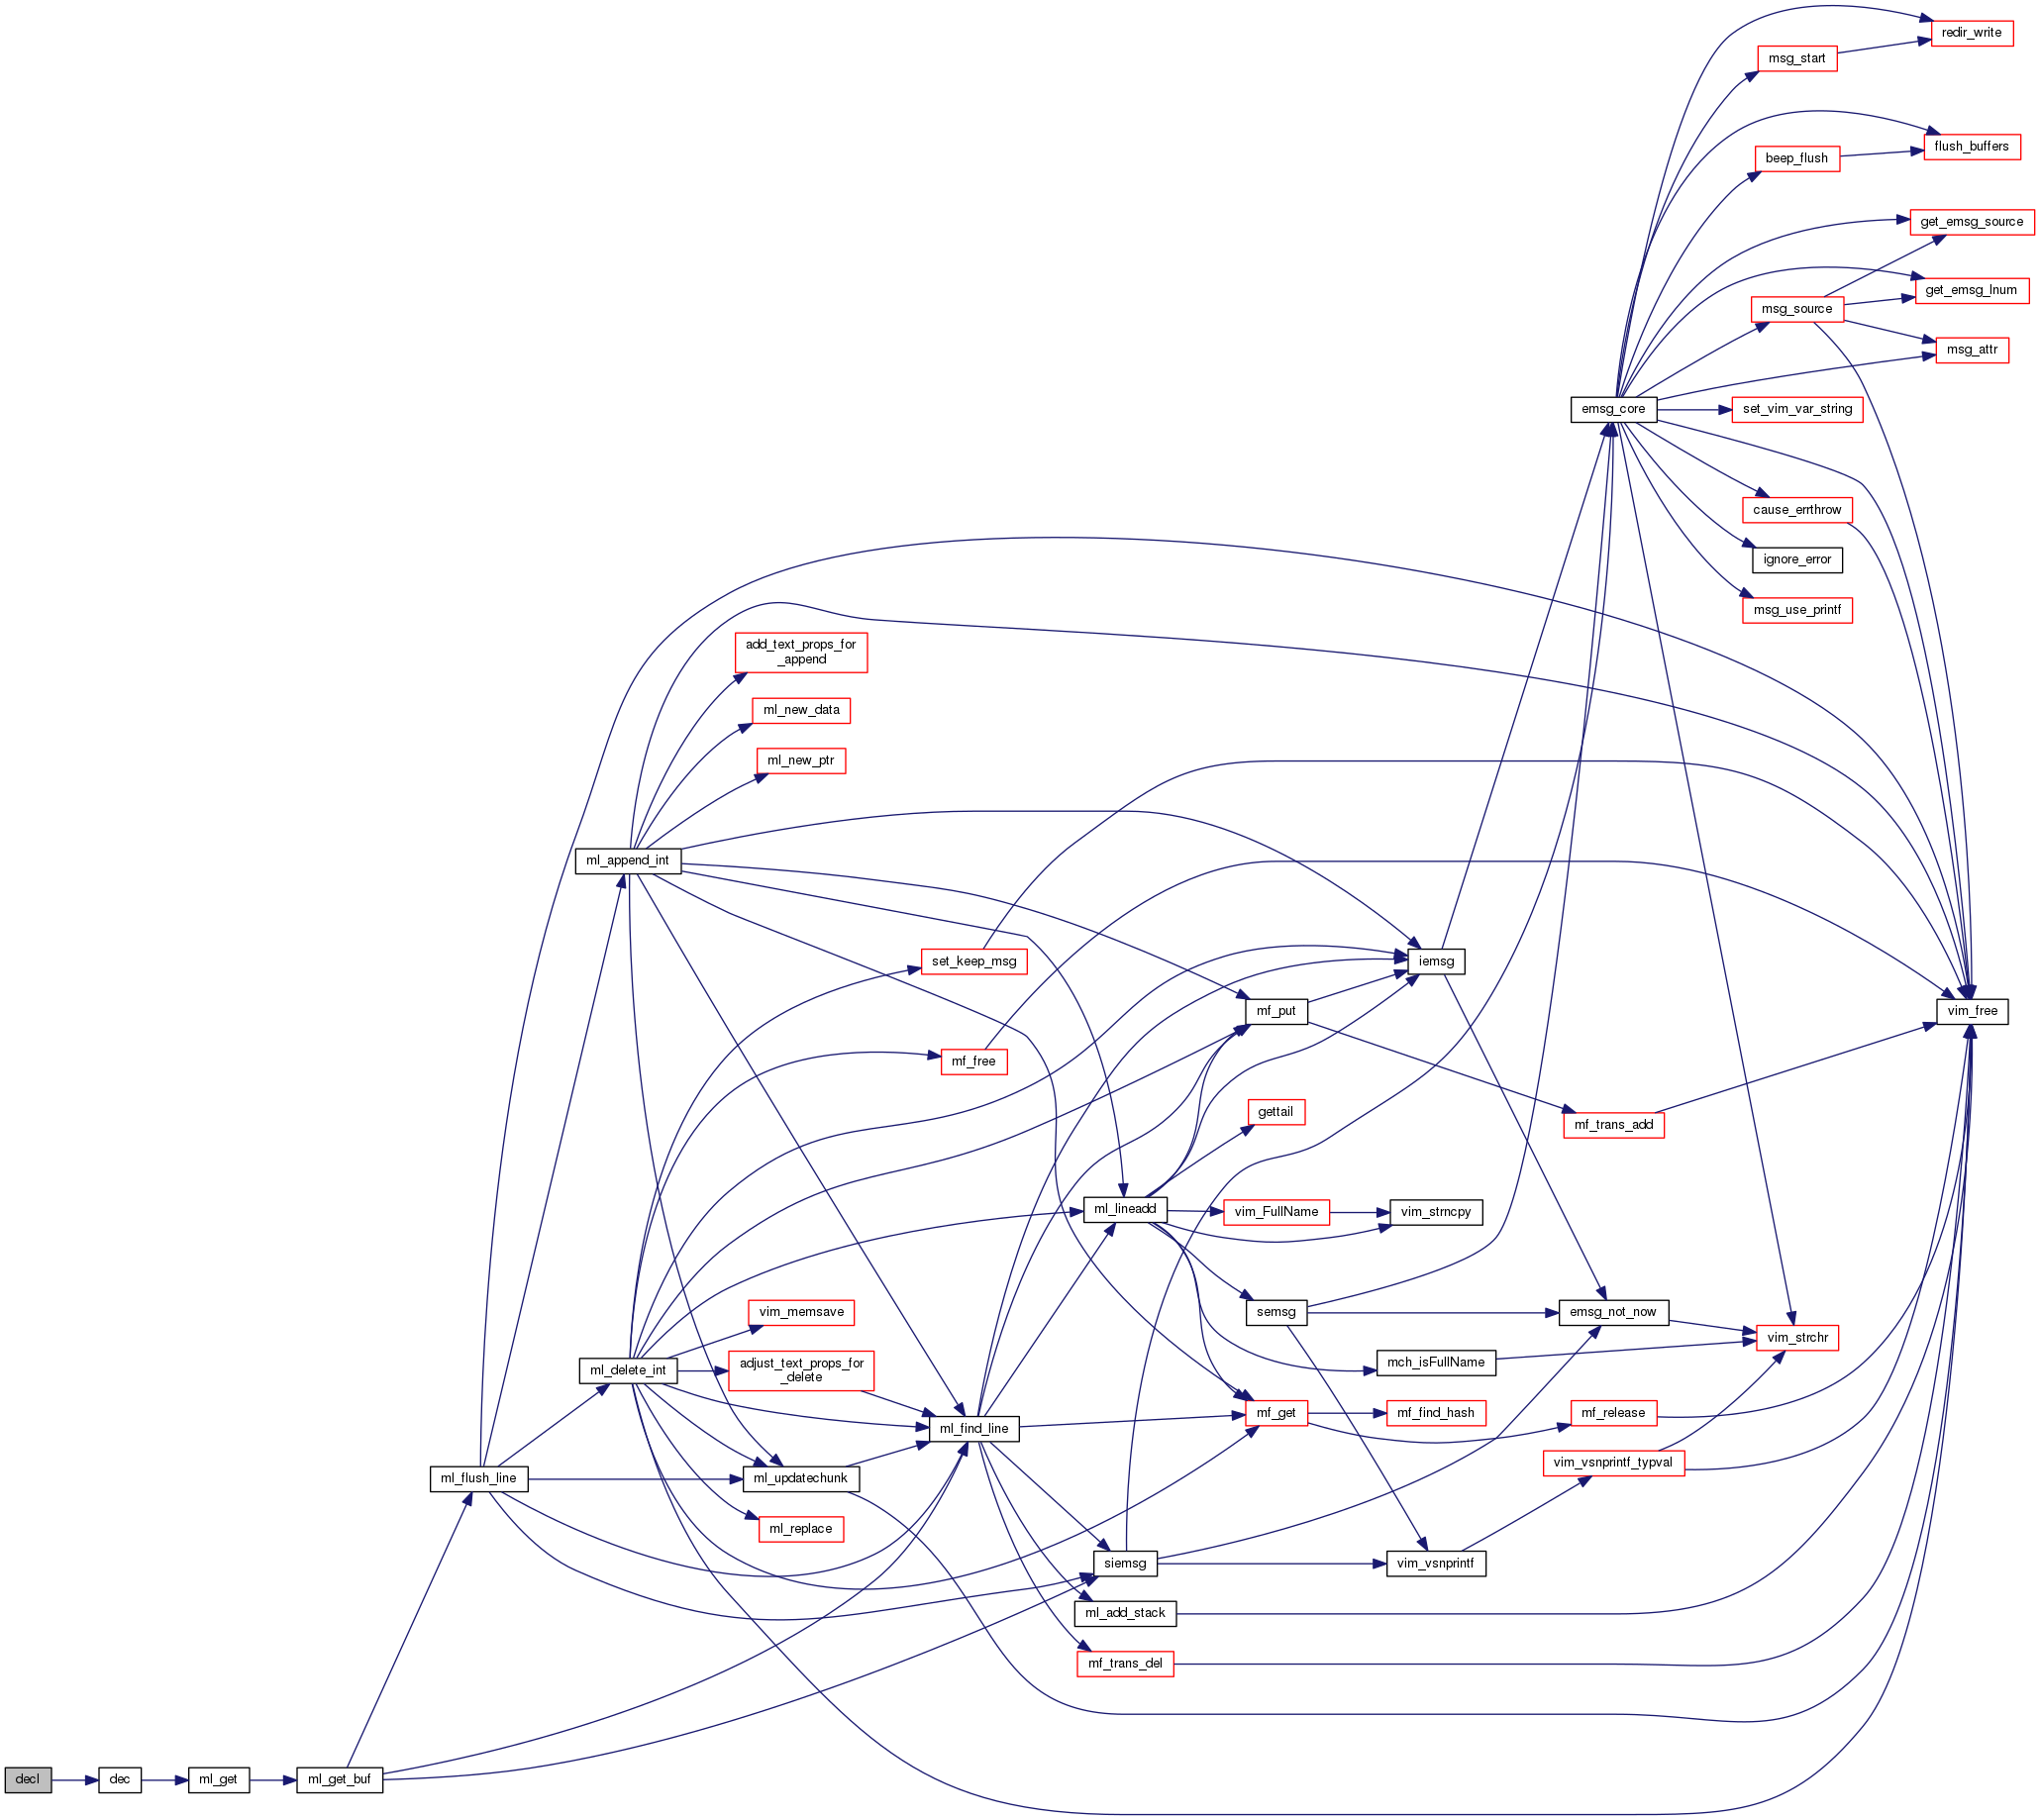 redir_write
msg_start
flush_buffers
beep_flush
get_emsg_source
get_emsg_lnum
msg_source
msg_attr
emsg_core
set_vim_var_string
cause_errthrow
ignore_error
msg_use_printf
add_text_props_for
_append
ml_new_data
ml_new_ptr
ml_append_int
set_keep_msg
iemsg
mf_put
vim_free
mf_free
gettail
mf_trans_add
ml_lineadd
vim_FullName
vim_strncpy
vim_memsave
semsg
emsg_not_now
vim_strchr
ml_delete_int
adjust_text_props_for
_delete
mch_isFullName
ml_find_line
mf_get
mf_find_hash
mf_release
ml_flush_line
ml_updatechunk
vim_vsnprintf_typval
ml_replace
siemsg
vim_vsnprintf
ml_add_stack
mf_trans_del
decl
dec
ml_get
ml_get_buf